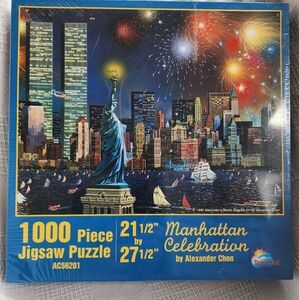 1000 Piece
Jigsaw Puzzle
AC56201
21 1/2"
by
27 1/2"
Manhattan
Celebration
by Alexander Chen